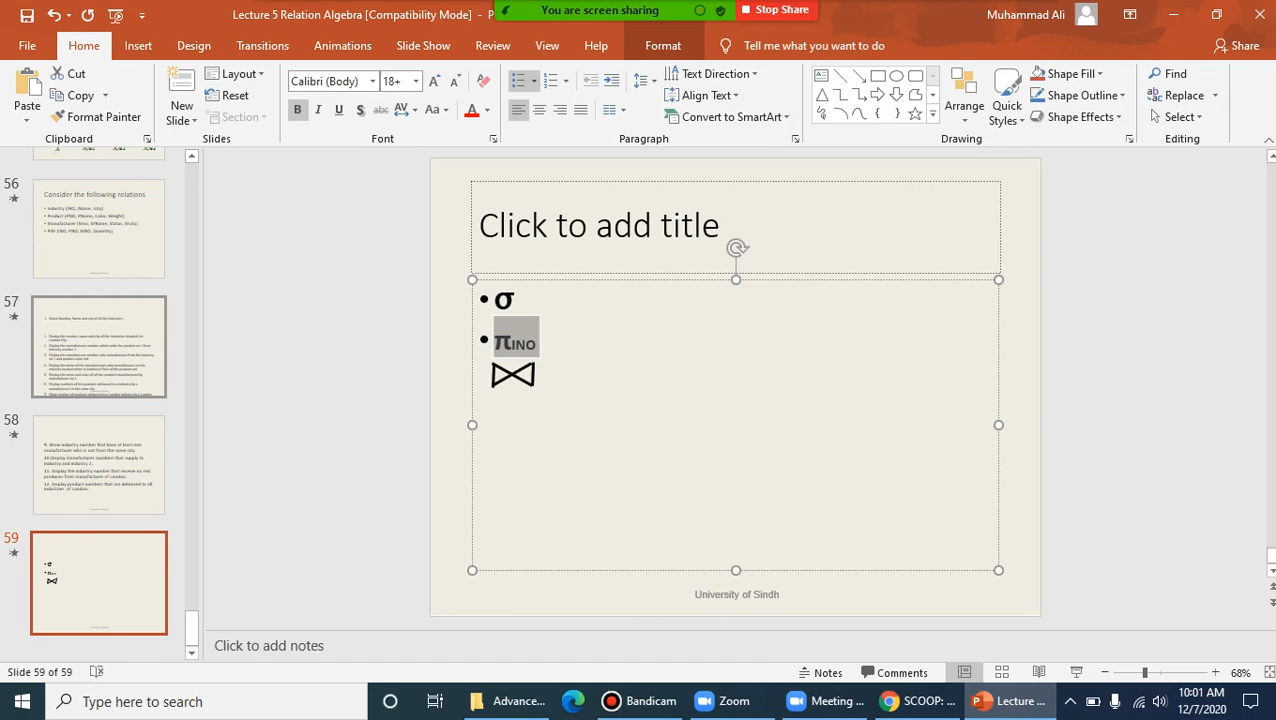 Lecture 5 Relation Algebra [Compatibility Mode] - P
You are screen sharing
Stop Share
Muhammad Ali
File Home Insert Design Transitions Animations Slide Show Review View Help Format Tell me what you want to do Share
Paste
Cut
Copy
Format Painter
Clipboard
New Slide
Layout
Reset
Section
Slides
Calibri (Body) 18+
B I U S abc AV Aa A
Font
Text Direction
Align Text
Convert to SmartArt
Paragraph
Arrange
Quick Styles
Shape Fill
Shape Outline
Shape Effects
Drawing
Find
Replace
Select
Editing
56
Consider the following relations
57
58
59
Click to add title
• σ
• πINO
⋈
University of Sindh
Click to add notes
Slide 59 of 59
Notes
Comments
68%
Type here to search
Advance...
Bandicam
Zoom
Meeting ...
SCOOP: ...
Lecture ...
10:01 AM
12/7/2020